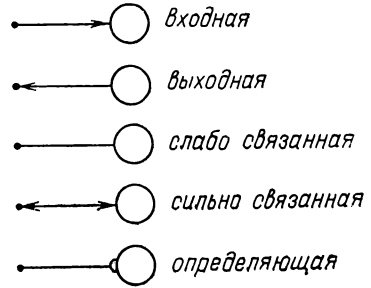 входная
выходная
слабо связанная
сильно связанная
определяющая